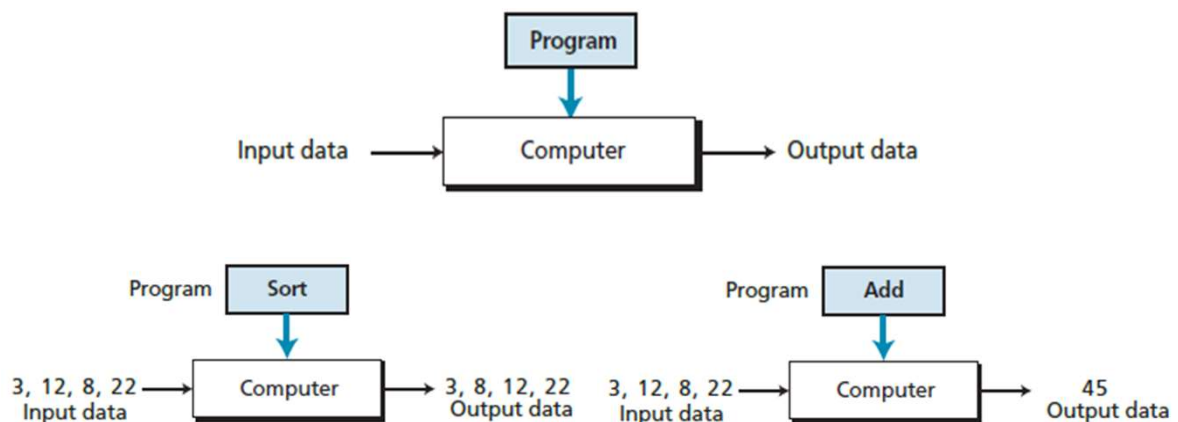 Program
Input data
Computer
Output data
Program
Sort
3, 12, 8, 22
Input data
Computer
3, 8, 12, 22
Output data
Program
Add
3, 12, 8, 22
Input data
Computer
45
Output data